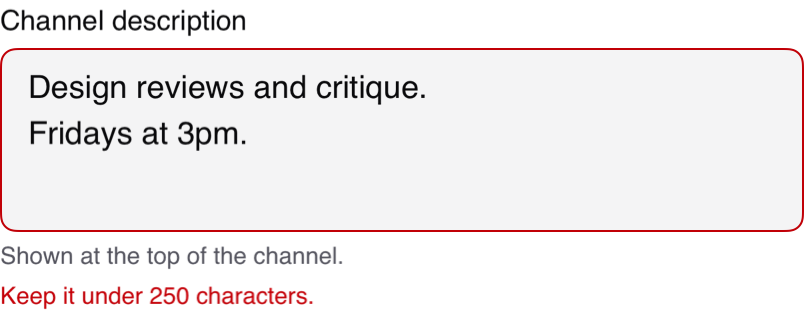 Channel description
Design reviews and critique.
Fridays at 3pm.
Shown at the top of the channel.
Keep it under 250 characters.